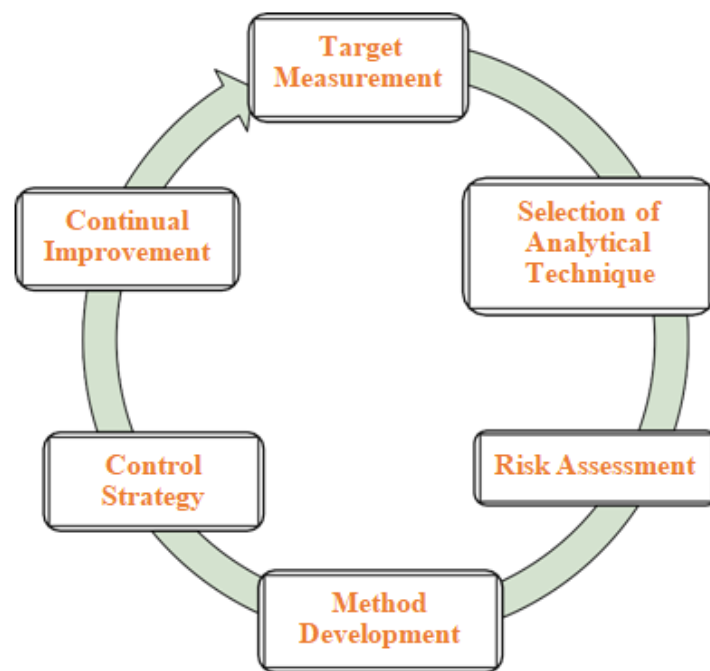 Target
Measurement
Selection of
Analytical
Technique
Risk Assessment
Method
Development
Control
Strategy
Continual
Improvement